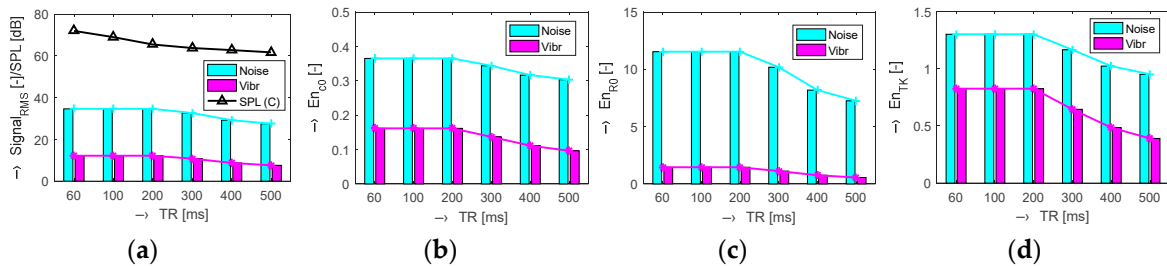 → Signal_RMS [-]/SPL [dB]
80
60
40
20
0
Noise
Vibr
SPL (C)
60 100 200 300 400 500
→ TR [ms]
(a)
→ En_c0 [-]
0.5
0.4
0.3
0.2
0.1
0
Noise
Vibr
60 100 200 300 400 500
→ TR [ms]
(b)
→ En_R0 [-]
15
10
5
0
Noise
Vibr
60 100 200 300 400 500
→ TR [ms]
(c)
→ En_TK [-]
1.5
1.0
0.5
0
Noise
Vibr
60 100 200 300 400 500
→ TR [ms]
(d)